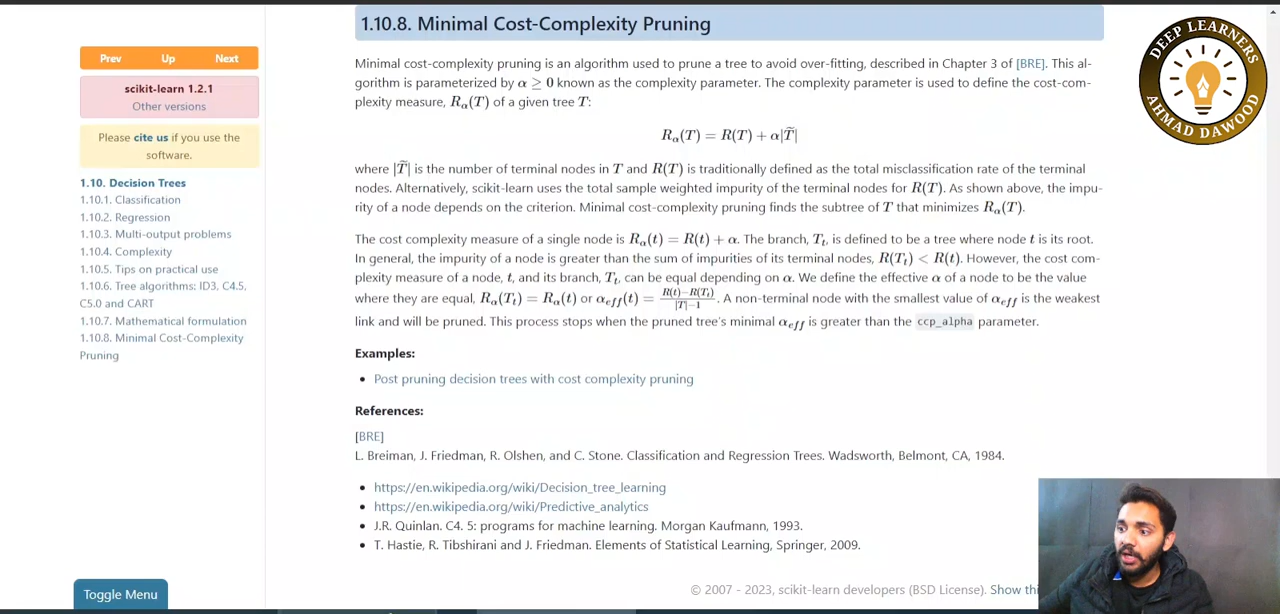 1.10.8. Minimal Cost-Complexity Pruning
DEEP LEARNERS
AHMAD DAWOOD
Prev Up Next
scikit-learn 1.2.1
Other versions
Please cite us if you use the
software.
1.10. Decision Trees
1.10.1. Classification
1.10.2. Regression
1.10.3. Multi-output problems
1.10.4. Complexity
1.10.5. Tips on practical use
1.10.6. Tree algorithms: ID3, C4.5,
C5.0 and CART
1.10.7. Mathematical formulation
1.10.8. Minimal Cost-Complexity
Pruning
Minimal cost-complexity pruning is an algorithm used to prune a tree to avoid over-fitting, described in Chapter 3 of [BRE]. This al-
gorithm is parameterized by α ≥ 0 known as the complexity parameter. The complexity parameter is used to define the cost-com-
plexity measure, Rα(T) of a given tree T:
Rα(T) = R(T) + α|T̃|
where |T̃| is the number of terminal nodes in T and R(T) is traditionally defined as the total misclassification rate of the terminal
nodes. Alternatively, scikit-learn uses the total sample weighted impurity of the terminal nodes for R(T). As shown above, the impu-
rity of a node depends on the criterion. Minimal cost-complexity pruning finds the subtree of T that minimizes Rα(T).
The cost complexity measure of a single node is Rα(t) = R(t) + α. The branch, Tt, is defined to be a tree where node t is its root.
In general, the impurity of a node is greater than the sum of impurities of its terminal nodes, R(Tt) < R(t). However, the cost com-
plexity measure of a node, t, and its branch, Tt, can be equal depending on α. We define the effective α of a node to be the value
where they are equal, Rα(Tt) = Rα(t) or αeff(t) = R(t)−R(Tt) / |T|−1. A non-terminal node with the smallest value of αeff is the weakest
link and will be pruned. This process stops when the pruned tree's minimal αeff is greater than the ccp_alpha parameter.
Examples:
• Post pruning decision trees with cost complexity pruning
References:
[BRE]
L. Breiman, J. Friedman, R. Olshen, and C. Stone. Classification and Regression Trees. Wadsworth, Belmont, CA, 1984.
• https://en.wikipedia.org/wiki/Decision_tree_learning
• https://en.wikipedia.org/wiki/Predictive_analytics
• J.R. Quinlan. C4. 5: programs for machine learning. Morgan Kaufmann, 1993.
• T. Hastie, R. Tibshirani and J. Friedman. Elements of Statistical Learning, Springer, 2009.
© 2007 - 2023, scikit-learn developers (BSD License). Show thi
Toggle Menu